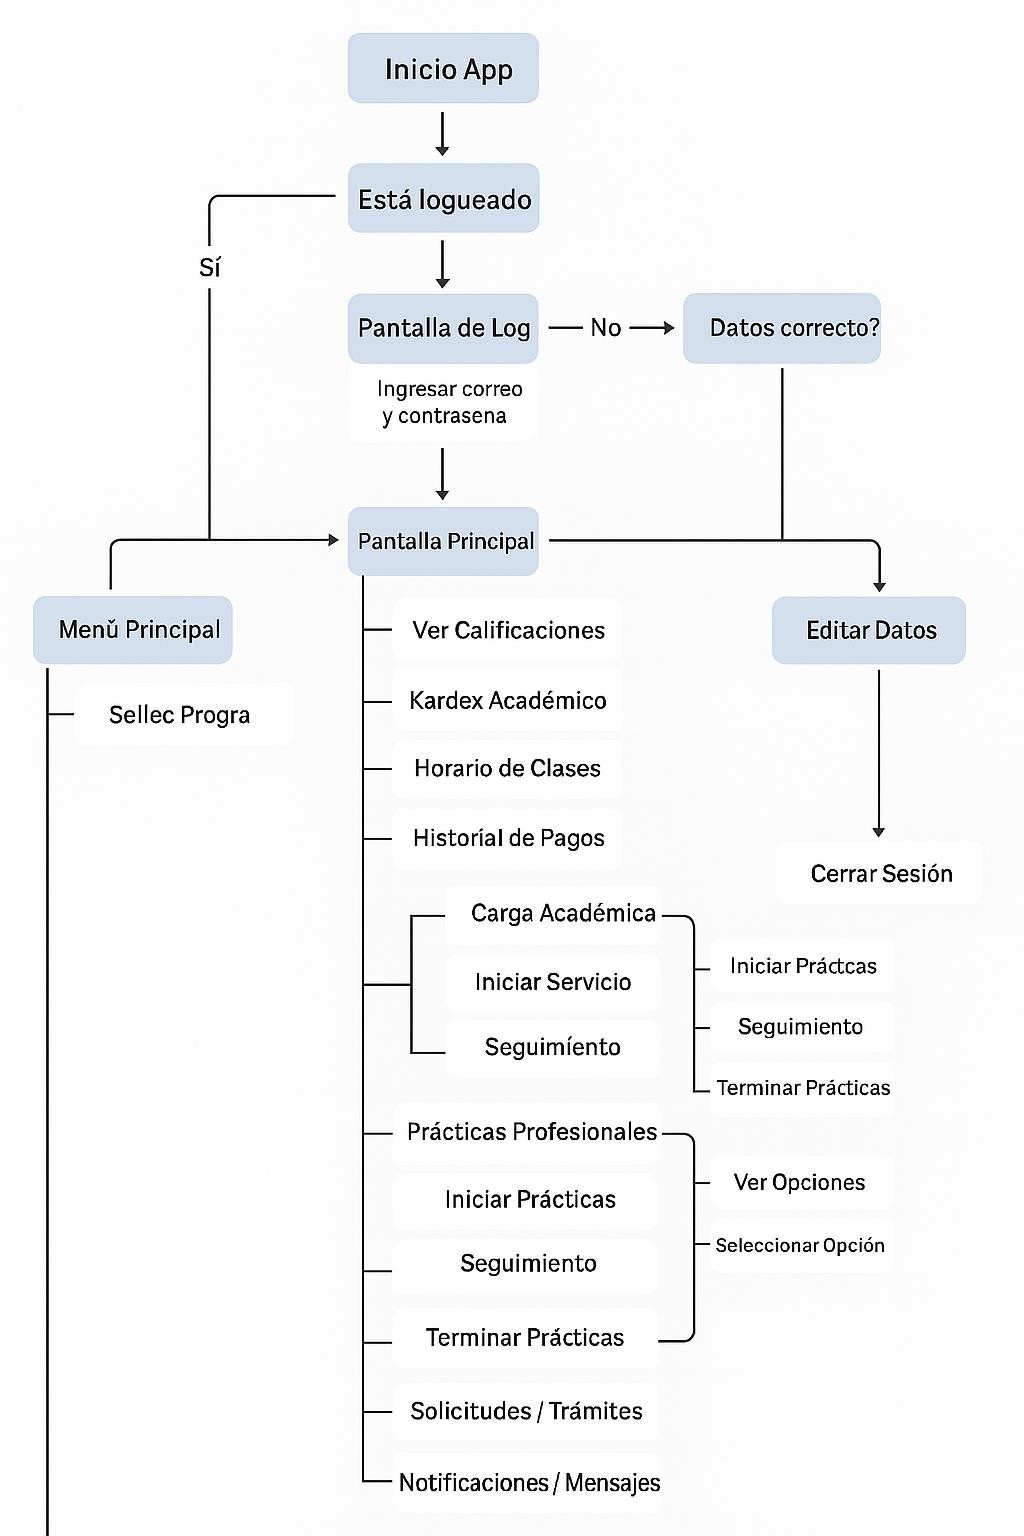 Inicio App
Está logueado
Sí
Pantalla de Log
No
Datos correcto?
Ingresar correo
y contrasena
Pantalla Principal
Menǔ Principal
Sellec Progra
Ver Calificaciones
Kardex Académico
Horario de Clases
Historíal de Pagos
Editar Datos
Cerrar Sesión
Carga Académica
Iniciar Servicio
Seguimíento
Iniciar Práctcas
Seguimiento
Terminar Prácticas
Prácticas Profesionales
Iniciar Prácticas
Seguimiento
Terminar Prácticas
Ver Opciones
Seleccionar Opción
Solicitudes / Trámites
Notificaciones / Mensajes